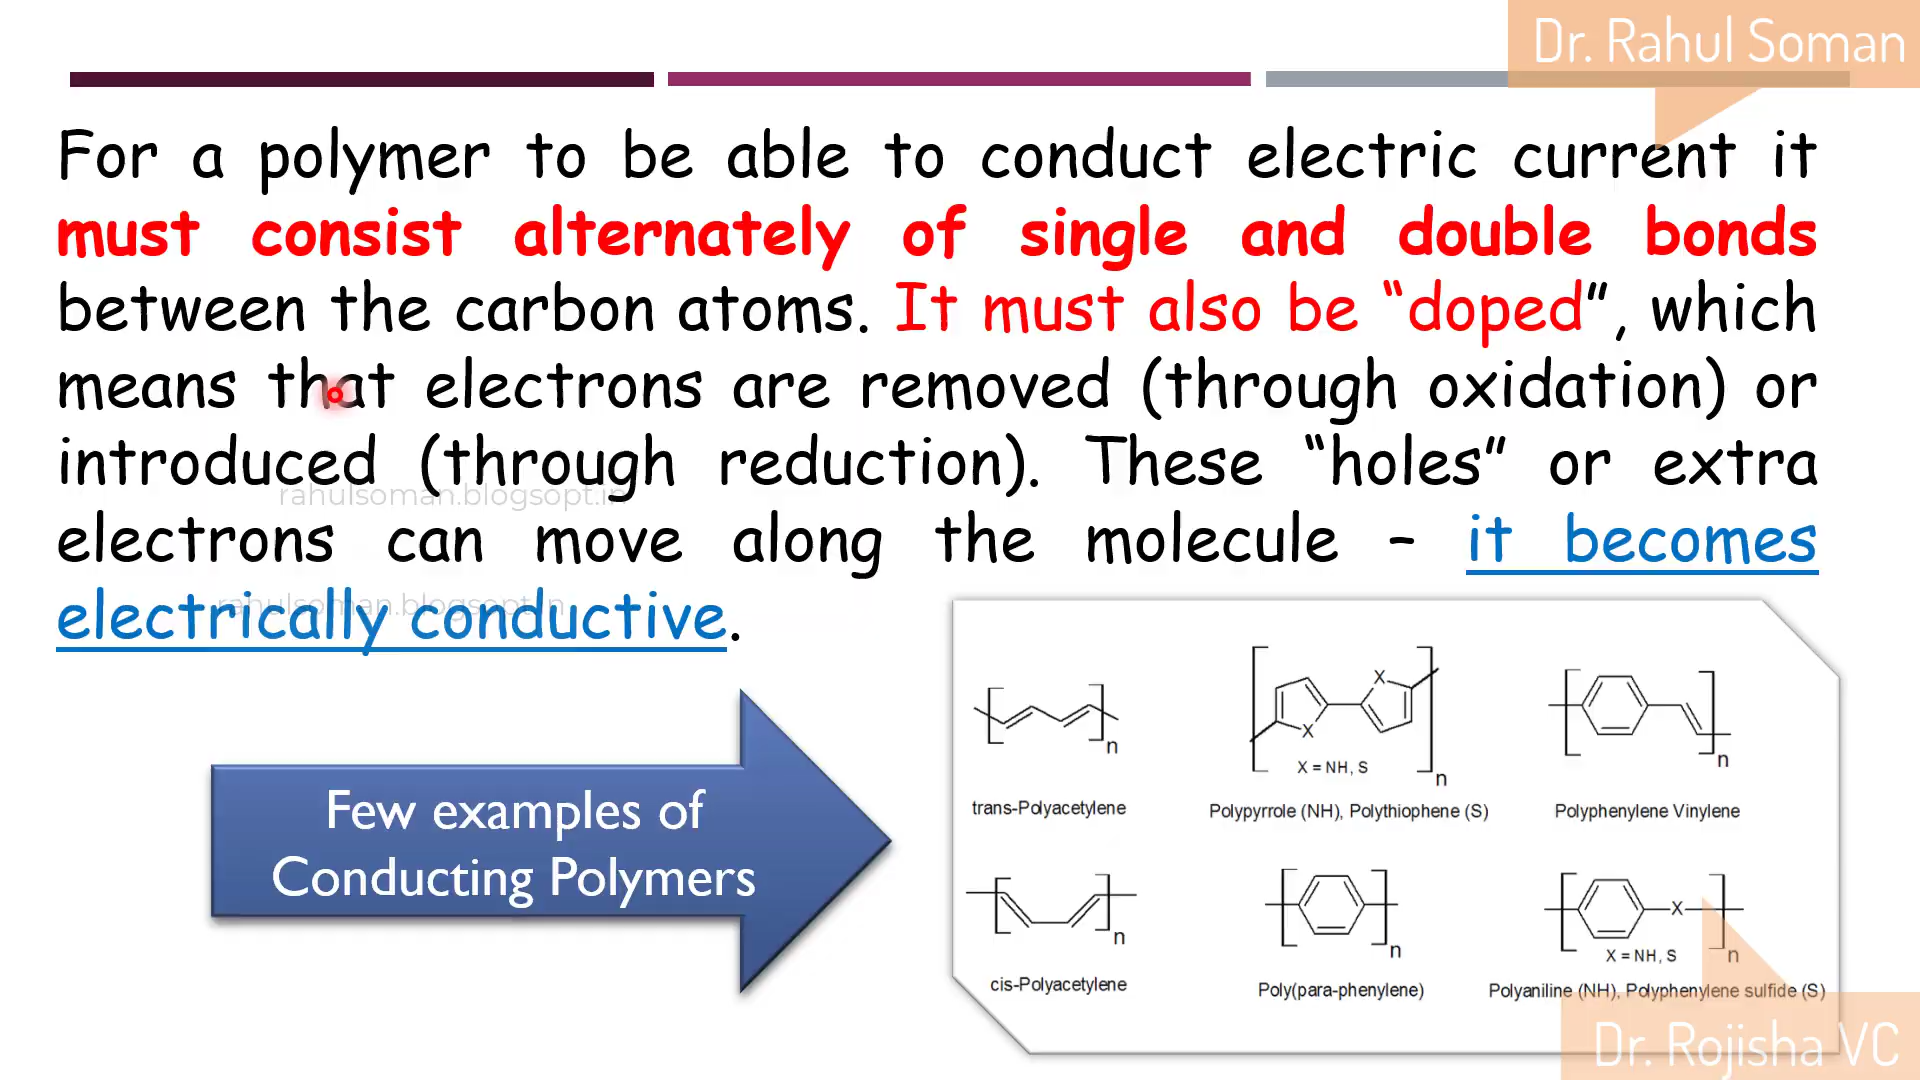 Dr. Rahul Soman
For a polymer to be able to conduct electric current it
must consist alternately of single and double bonds
between the carbon atoms. It must also be “doped”, which
means that electrons are removed (through oxidation) or
introduced (through reduction). These “holes” or extra
rahulsoman.blogsopt.in
electrons can move along the molecule – it becomes
rahulsoman.blogsopt.in
electrically conductive.
Few examples of
Conducting Polymers
n
trans-Polyacetylene
X
X
X = NH, S
n
Polypyrrole (NH), Polythiophene (S)
n
Polyphenylene Vinylene
n
cis-Polyacetylene
n
Poly(para-phenylene)
X
X = NH, S
n
Polyaniline (NH), Polyphenylene sulfide (S)
Dr. Rojisha VC